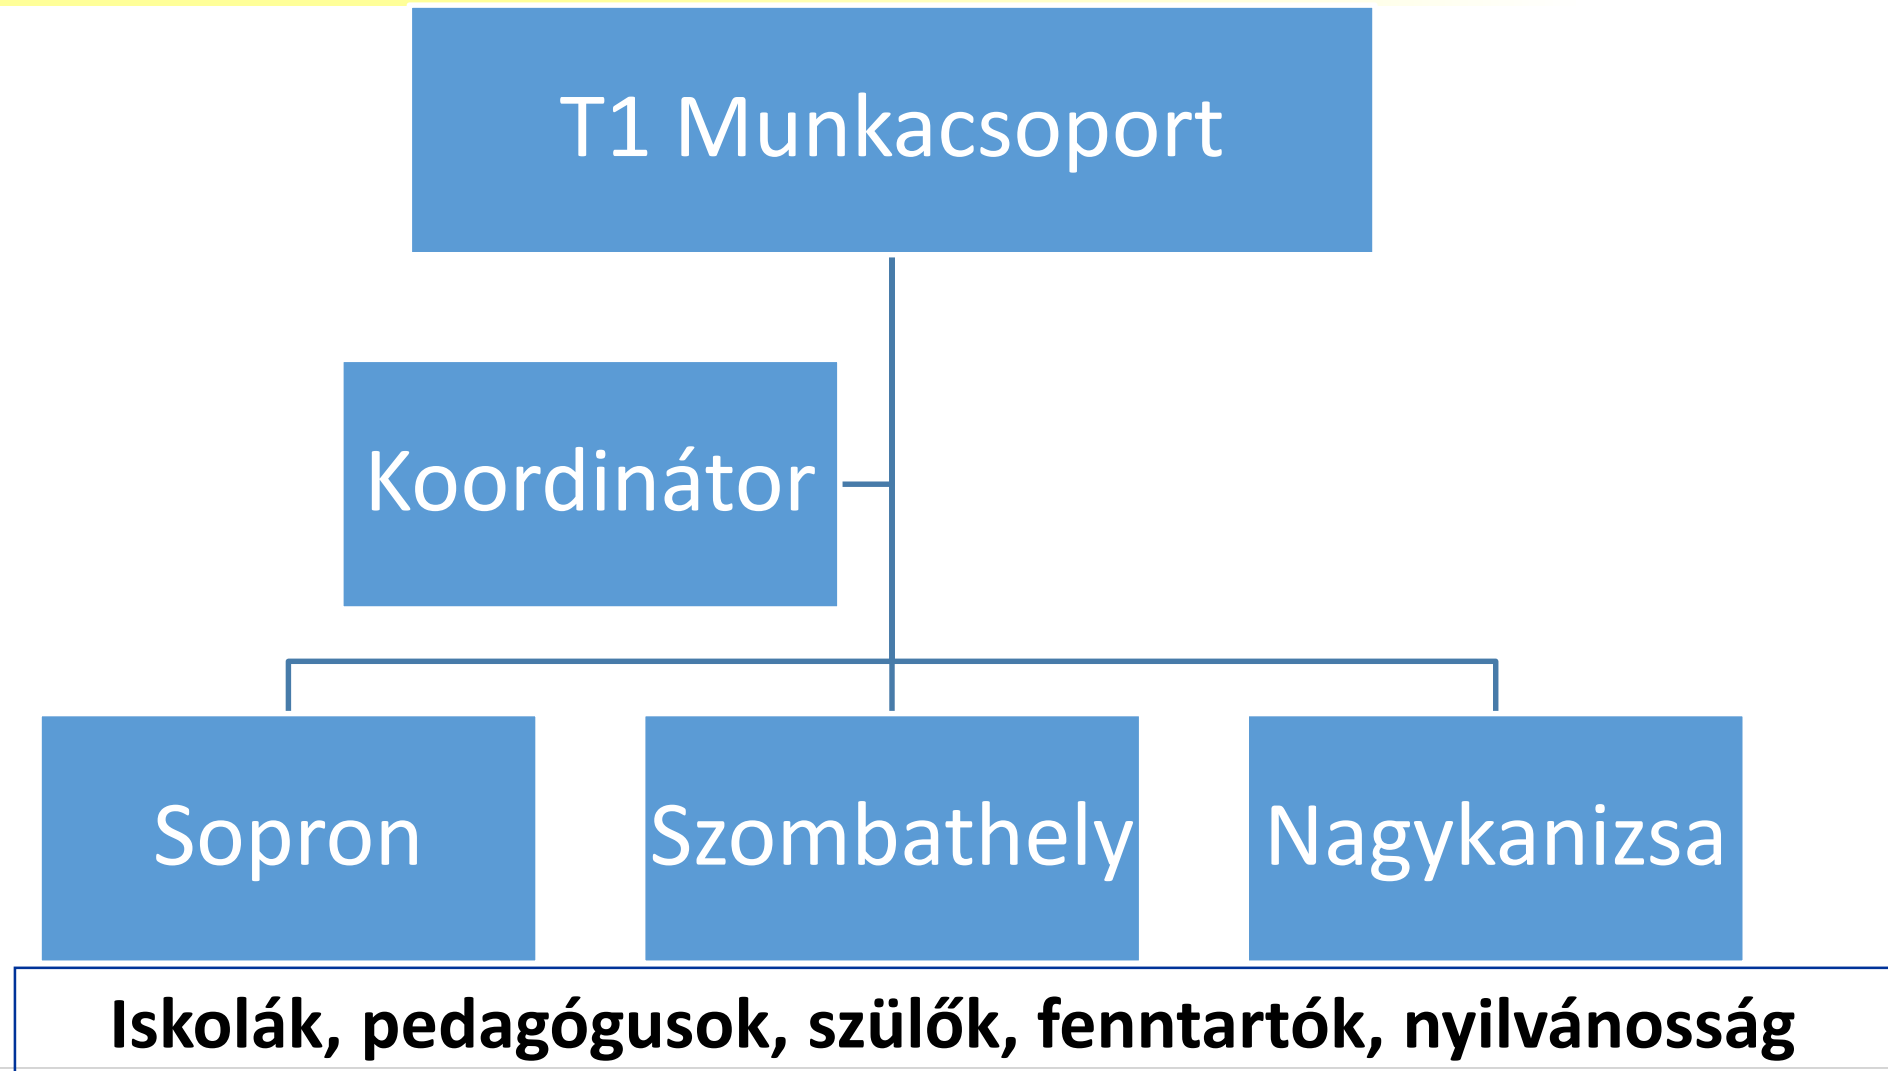 T1 Munkacsoport
Koordinátor
Sopron
Szombathely
Nagykanizsa
Iskolák, pedagógusok, szülők, fenntartók, nyilvánosság